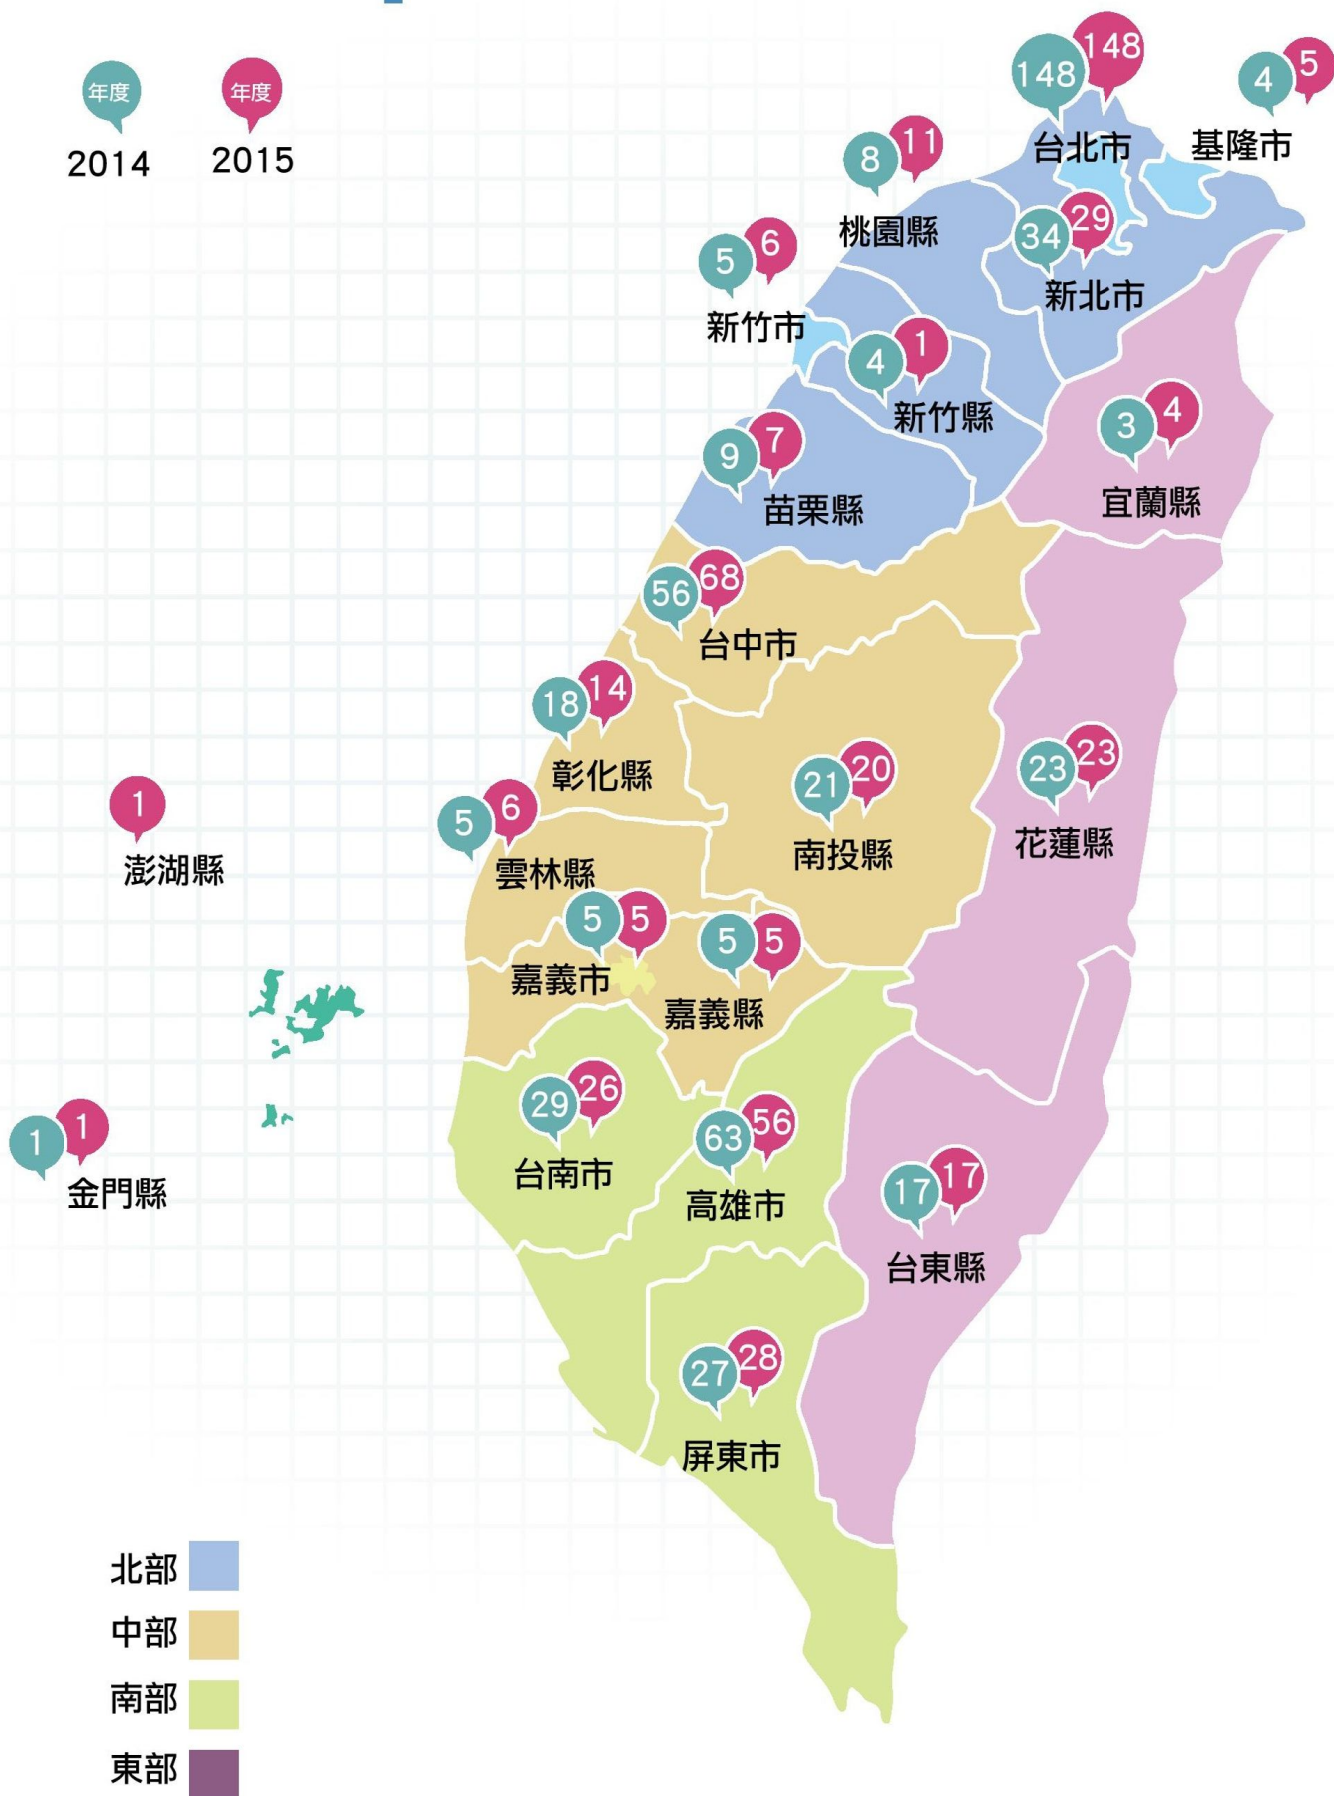 年度
2014
年度
2015
148
148
台北市
4
5
基隆市
8
11
桃園縣
34
29
新北市
5
6
新竹市
4
1
新竹縣
3
4
宜蘭縣
9
7
苗栗縣
56
68
台中市
18
14
彰化縣
21
20
南投縣
23
23
花蓮縣
1
澎湖縣
5
6
雲林縣
5
5
嘉義市
5
5
嘉義縣
1
1
金門縣
29
26
台南市
63
56
高雄市
17
17
台東縣
27
28
屏東市
北部
中部
南部
東部